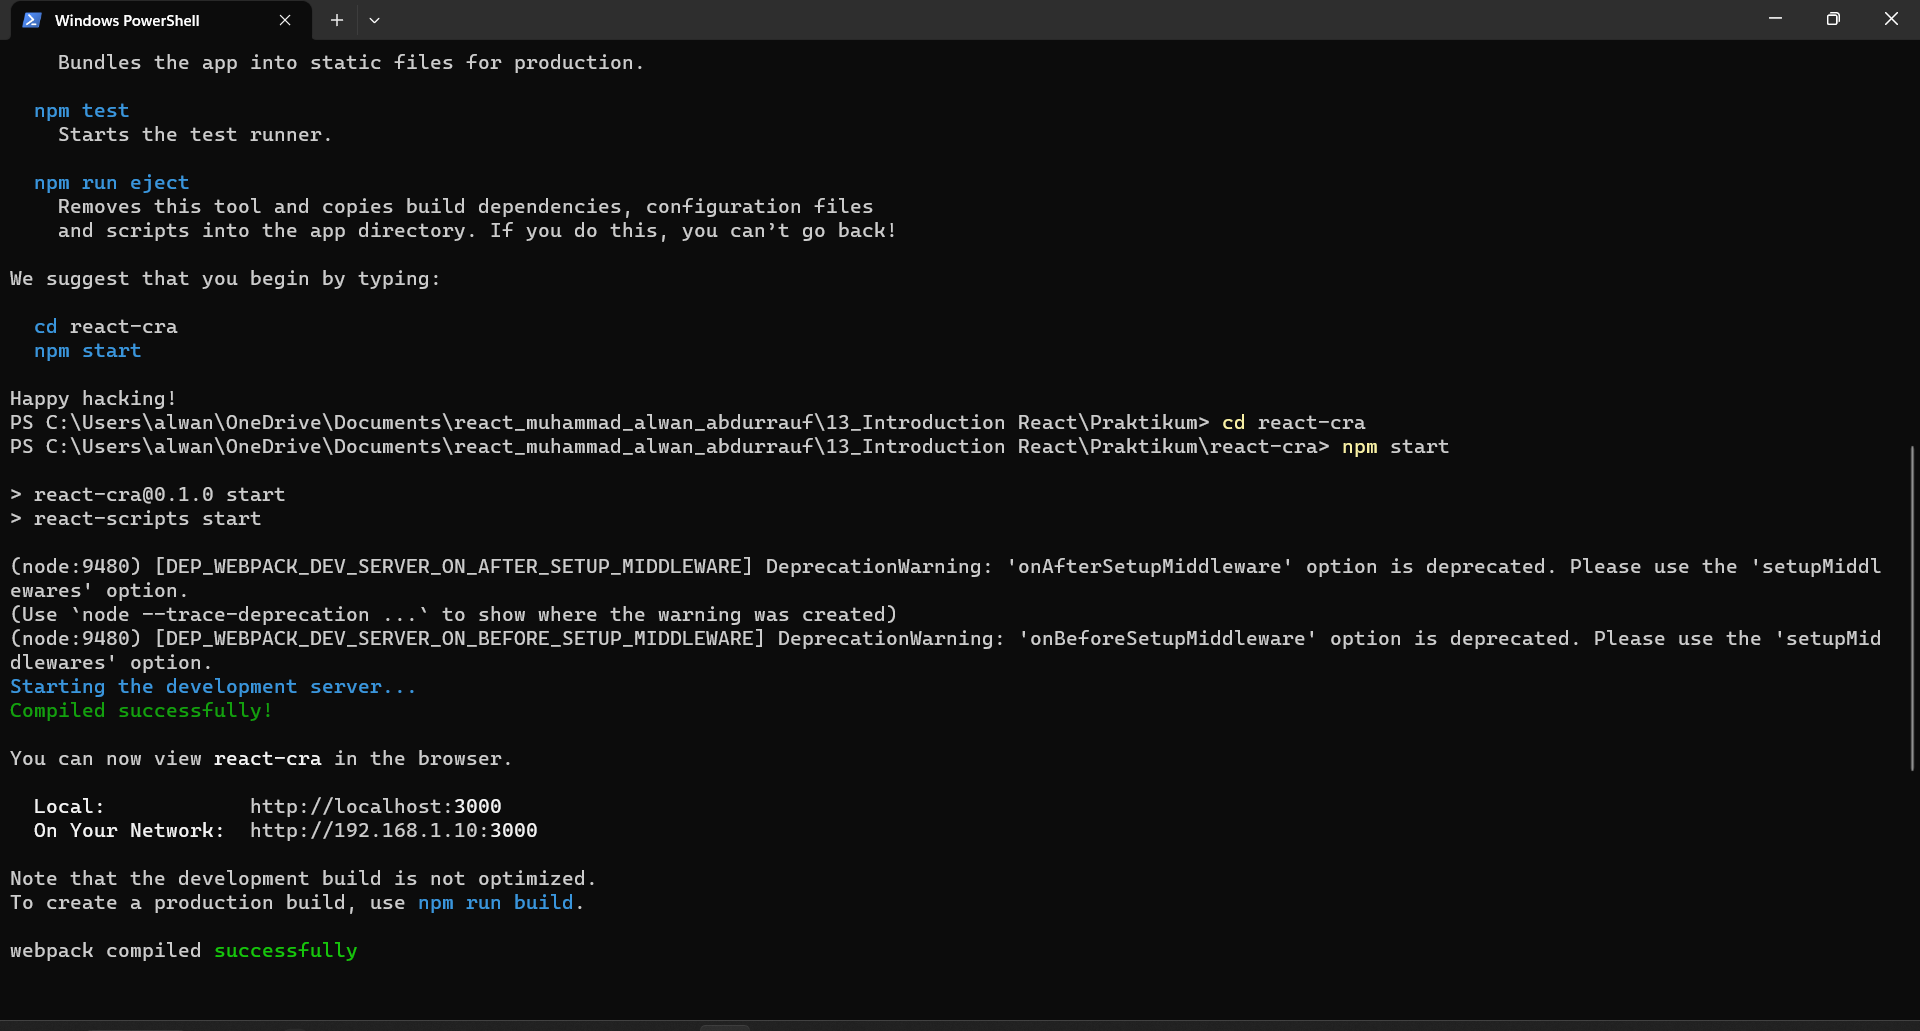 Windows PowerShell
Bundles the app into static files for production.
npm test
Starts the test runner.
npm run eject
Removes this tool and copies build dependencies, configuration files
and scripts into the app directory. If you do this, you can’t go back!
We suggest that you begin by typing:
cd react-cra
npm start
Happy hacking!
PS C:\Users\alwan\OneDrive\Documents\react_muhammad_alwan_abdurrauf\13_Introduction React\Praktikum> cd react-cra
PS C:\Users\alwan\OneDrive\Documents\react_muhammad_alwan_abdurrauf\13_Introduction React\Praktikum\react-cra> npm start
> react-cra@0.1.0 start
> react-scripts start
(node:9480) [DEP_WEBPACK_DEV_SERVER_ON_AFTER_SETUP_MIDDLEWARE] DeprecationWarning: 'onAfterSetupMiddleware' option is deprecated. Please use the 'setupMiddl
ewares' option.
(Use `node --trace-deprecation ...` to show where the warning was created)
(node:9480) [DEP_WEBPACK_DEV_SERVER_ON_BEFORE_SETUP_MIDDLEWARE] DeprecationWarning: 'onBeforeSetupMiddleware' option is deprecated. Please use the 'setupMid
dlewares' option.
Starting the development server...
Compiled successfully!
You can now view react-cra in the browser.
Local: http://localhost:3000
On Your Network: http://192.168.1.10:3000
Note that the development build is not optimized.
To create a production build, use npm run build.
webpack compiled successfully